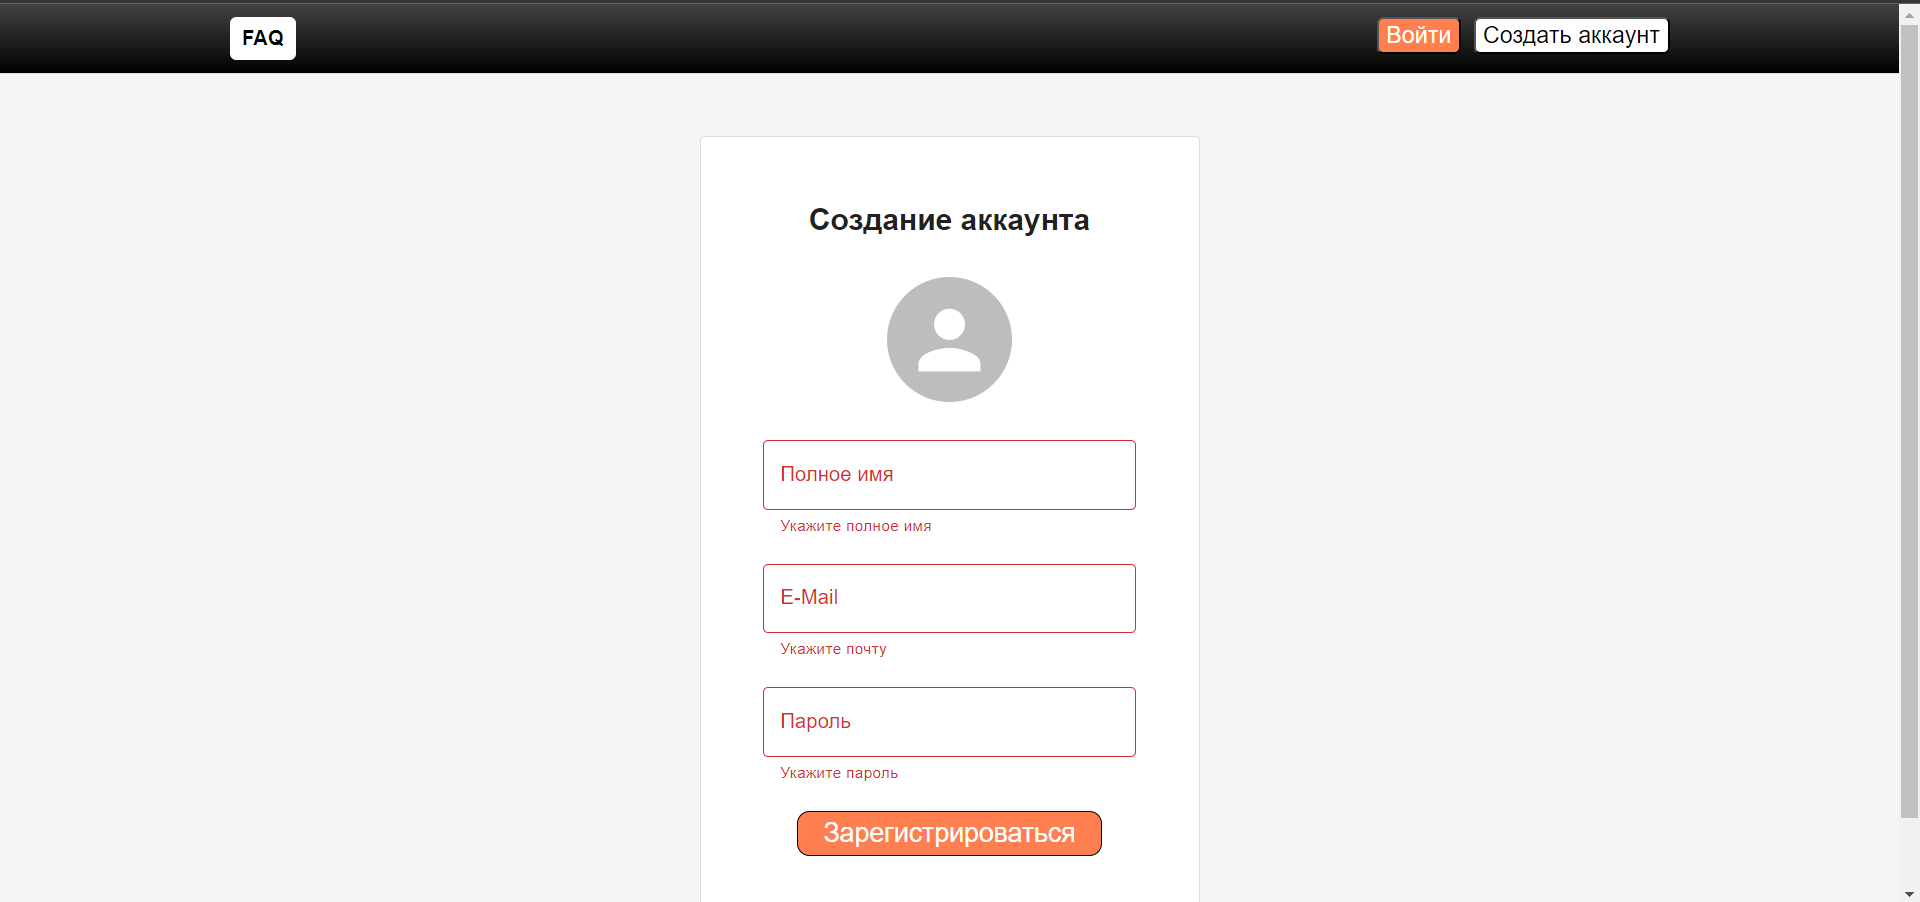 FAQ
Войти
Создать аккаунт
Создание аккаунта
Полное имя
Укажите полное имя
E-Mail
Укажите почту
Пароль
Укажите пароль
Зарегистрироваться